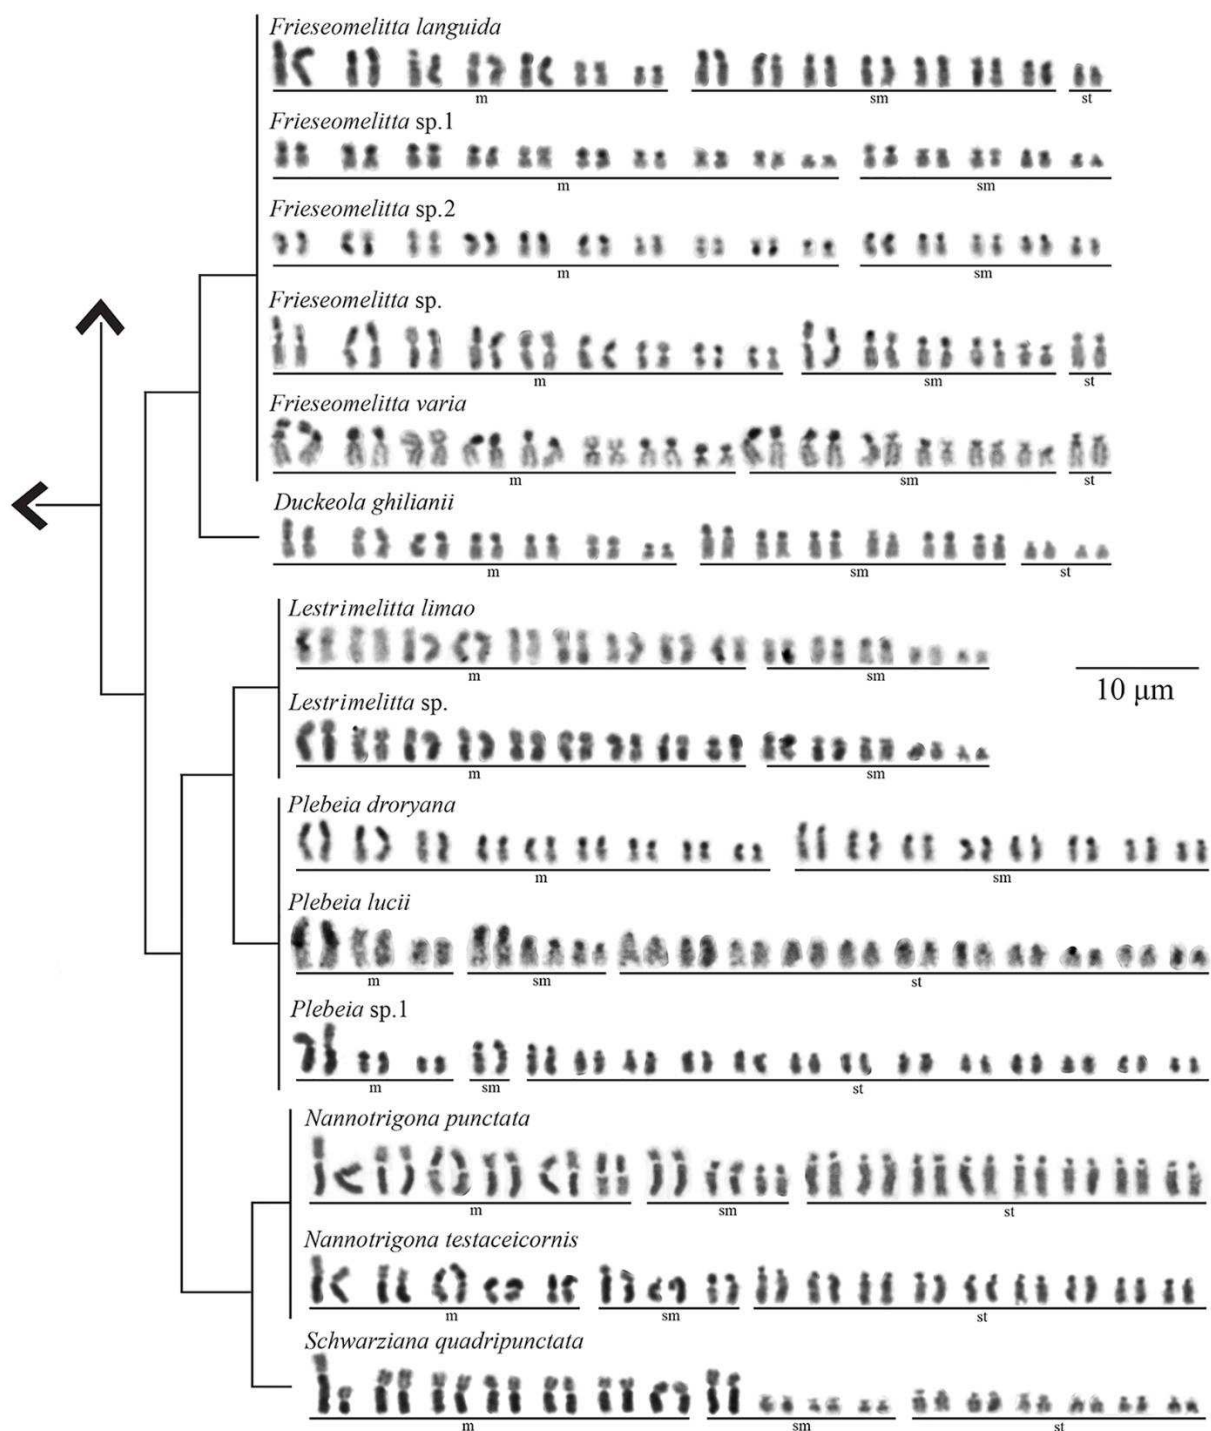 Frieseomelitta languida
m sm st
Frieseomelitta sp.1
m sm
Frieseomelitta sp.2
m sm
Frieseomelitta sp.
m sm st
Frieseomelitta varia
m sm st
Duckeola ghilianii
m sm st
Lestrimelitta limao
m sm
10 μm
Lestrimelitta sp.
m sm
Plebeia droryana
m sm
Plebeia lucii
m sm st
Plebeia sp.1
m sm st
Nannotrigona punctata
m sm st
Nannotrigona testaceicornis
m sm st
Schwarziana quadripunctata
m sm st